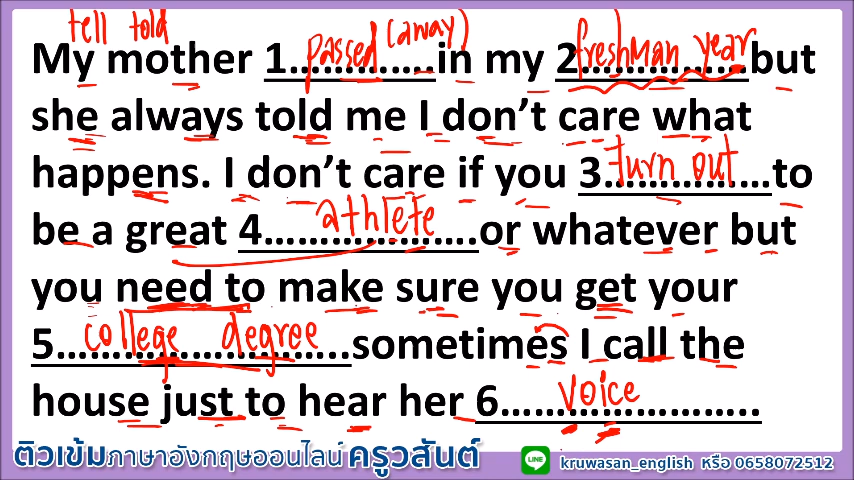 tell told
My mother 1 passed (away) in my 2 freshman year but
she always told me I don't care what
happens. I don't care if you 3 turn out to
be a great 4 athlete or whatever but
you need to make sure you get your
5 college degree sometimes I call the
house just to hear her 6 voice
ติวเข้มภาษาอังกฤษออนไลน์ ครูวสันต์ LINE kruwasan_english หรือ 0658072512